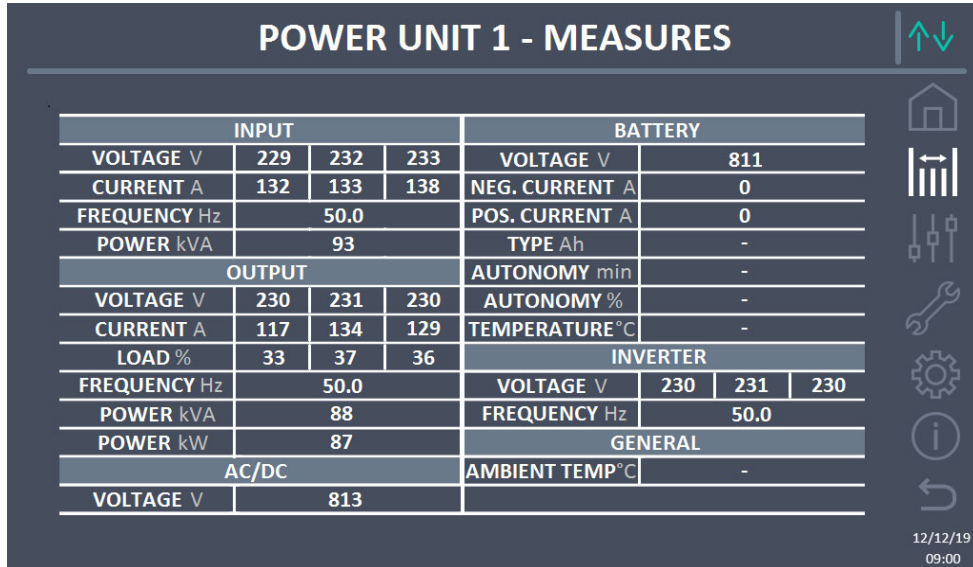 POWER UNIT 1 - MEASURES
INPUT
VOLTAGE V 229 232 233
CURRENT A 132 133 138
FREQUENCY Hz 50.0
POWER kVA 93
OUTPUT
VOLTAGE V 230 231 230
CURRENT A 117 134 129
LOAD % 33 37 36
FREQUENCY Hz 50.0
POWER kVA 88
POWER kW 87
AC/DC
VOLTAGE V 813
BATTERY
VOLTAGE V 811
NEG. CURRENT A 0
POS. CURRENT A 0
TYPE Ah -
AUTONOMY min -
AUTONOMY % -
TEMPERATURE°C -
INVERTER
VOLTAGE V 230 231 230
FREQUENCY Hz 50.0
GENERAL
AMBIENT TEMP°C -
12/12/19
09:00